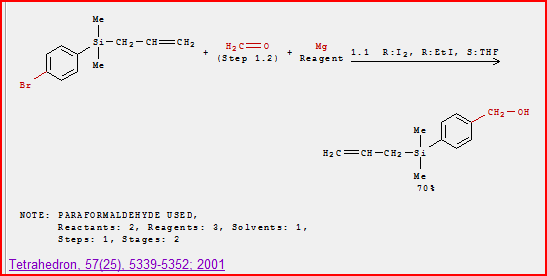 Me
Si—CH2—CH═CH2
Me
Br
+
H2C═O
(Step 1.2)
+
Mg
Reagent
1.1 R:I2, R:EtI, S:THF
CH2—OH
Me
H2C═CH—CH2—Si
Me
70%
NOTE: PARAFORMALDEHYDE USED,
Reactants: 2, Reagents: 3, Solvents: 1,
Steps: 1, Stages: 2
Tetrahedron, 57(25), 5339-5352; 2001